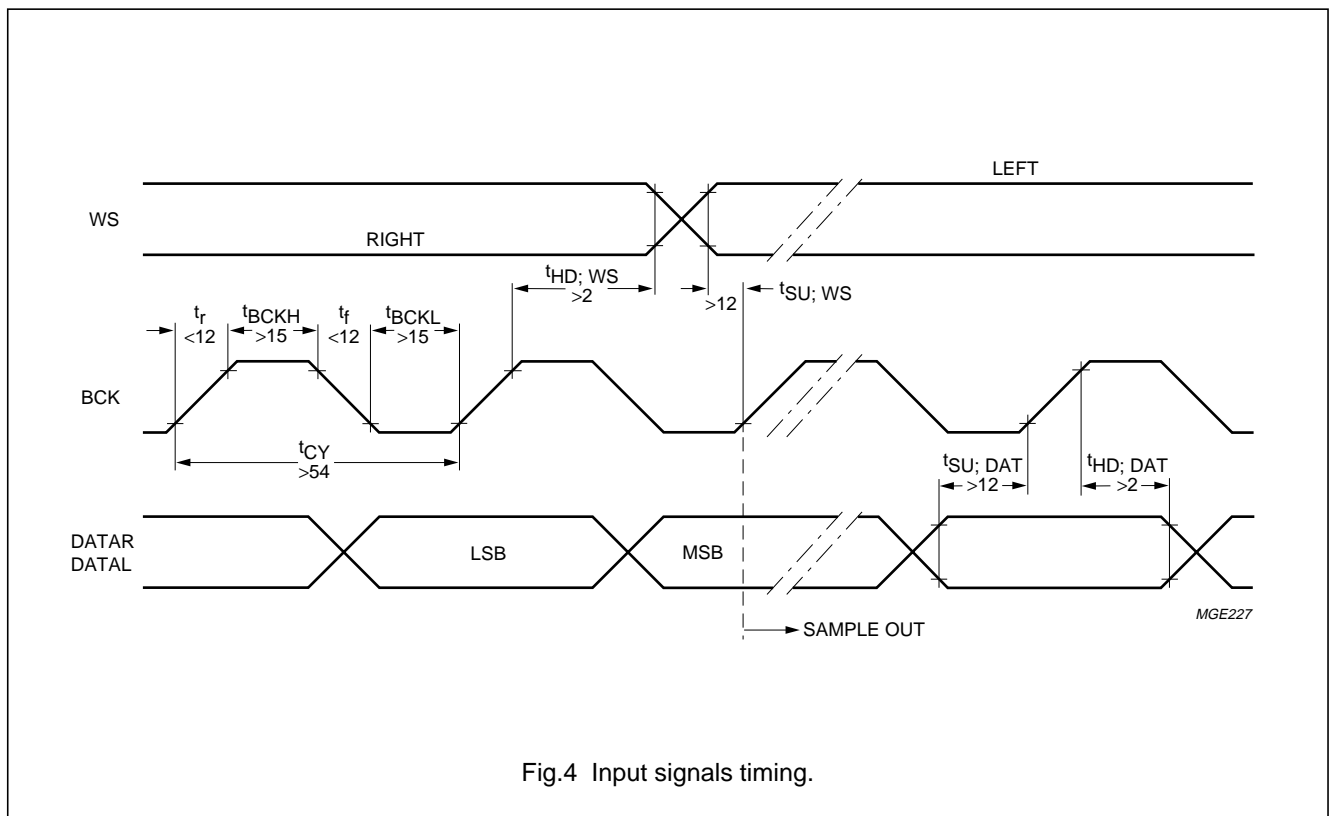 LEFT
WS
RIGHT
tHD; WS
>2
>12
tSU; WS
tr
<12
tBCKH
>15
tf
<12
tBCKL
>15
BCK
tCY
>54
tSU; DAT
>12
tHD; DAT
>2
DATAR
DATAL
LSB
MSB
MGE227
SAMPLE OUT
Fig.4 Input signals timing.